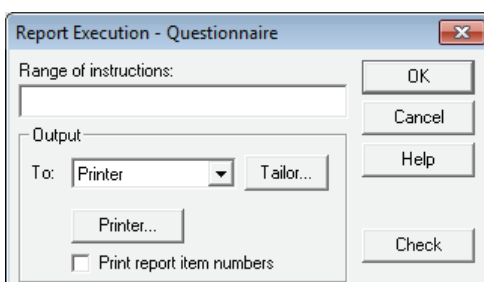 Report Execution - Questionnaire
Range of instructions:
OK
Cancel
Help
Output
To: Printer Tailor...
Printer...
Print report item numbers
Check